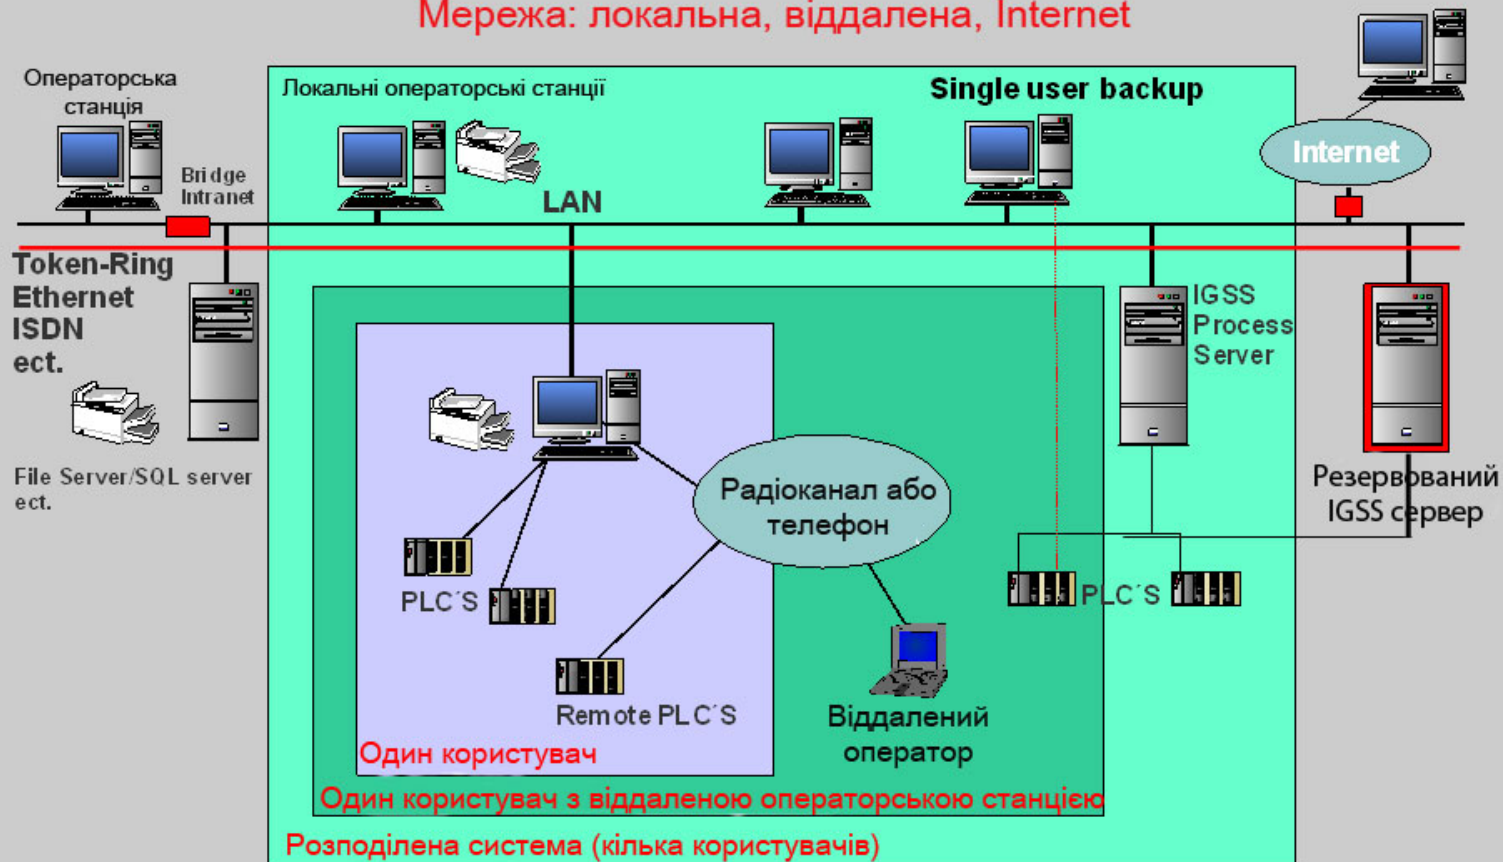 Мережа: локальна, віддалена, Internet
Операторська
станція
Локальні операторські станції
Single user backup
Internet
Bridge
Intranet
LAN
Token-Ring
Ethernet
ISDN
ect.
IGSS
Process
Server
File Server/SQL server
ect.
Резервований
IGSS сервер
Радіоканал або
телефон
PLC´S
PLC´S
Remote PLC´S
Віддалений
оператор
Один користувач
Один користувач з віддаленою операторською станцією
Розподілена система (кілька користувачів)